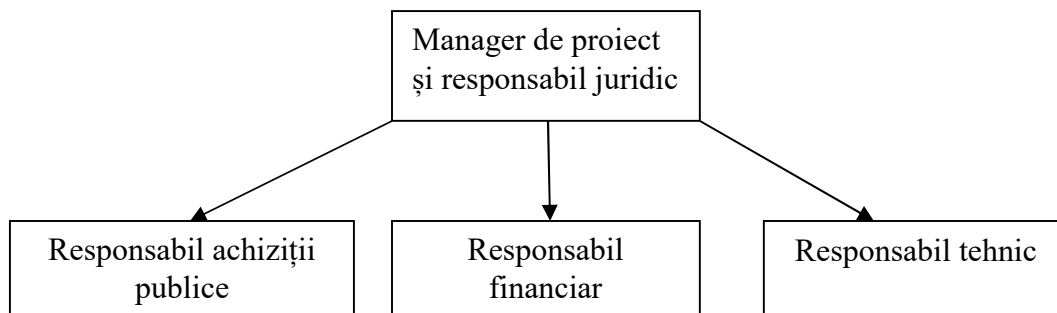 Manager de proiect
și responsabil juridic
Responsabil achiziții
publice
Responsabil
financiar
Responsabil tehnic